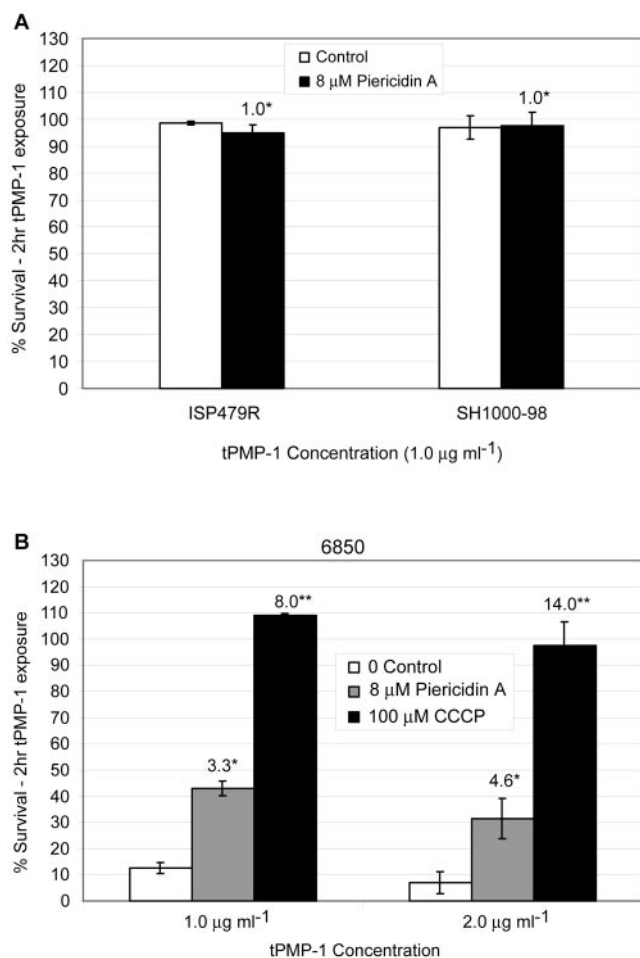 A
130
120
110
100
90
80
70
60
50
40
30
20
10
0
% Survival - 2hr tPMP-1 exposure
Control
8 μM Piericidin A
1.0*
1.0*
ISP479R
SH1000-98
tPMP-1 Concentration (1.0 μg ml⁻¹)
B
6850
130
120
110
100
90
80
70
60
50
40
30
20
10
0
% Survival - 2hr tPMP-1 exposure
8.0**
14.0**
0 Control
8 μM Piericidin A
100 μM CCCP
3.3*
4.6*
1.0 μg ml⁻¹
2.0 μg ml⁻¹
tPMP-1 Concentration